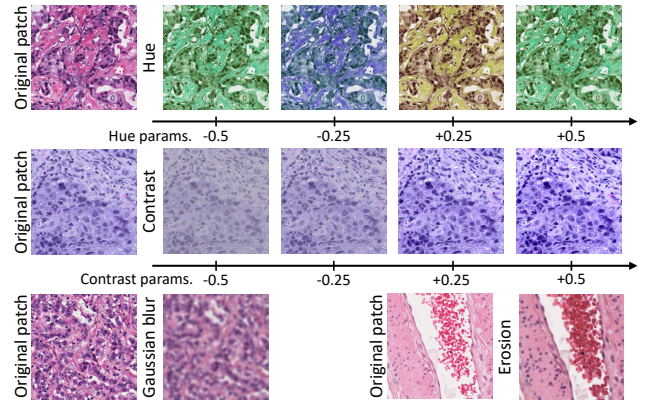 Original patch
Hue
Hue params. -0.5 -0.25 +0.25 +0.5
Original patch
Contrast
Contrast params. -0.5 -0.25 +0.25 +0.5
Original patch
Gaussian blur
Original patch
Erosion